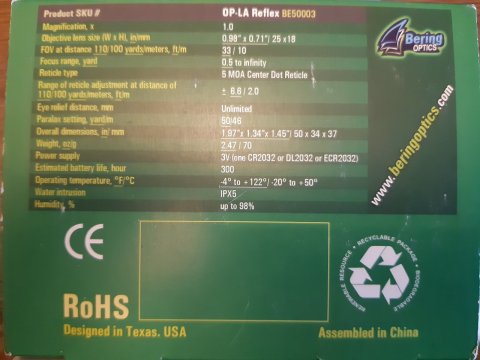 Product SKU # OP-LA Reflex BE50003
Magnification, x 1.0
Objective lens size (W x H), in/mm 0.98" x 0.71"/ 25 x18
FOV at distance 110/100 yards/meters, ft/m 33 / 10
Focus range, yard 0.5 to infinity
Reticle type 5 MOA Center Dot Reticle
Range of reticle adjustment at distance of
110/100 yards/meters, ft/m ± 6.6 / 2.0
Eye relief distance, mm Unlimited
Paralax setting, yard/m 50/46
Overall dimensions, in/ mm 1.97"x 1.34"x 1.45"/ 50 x 34 x 37
Weight, oz/g 2.47 / 70
Power supply 3V (one CR2032 or DL2032 or ECR2032)
Estimated battery life, hour 300
Operating temperature, °F/°C -4° to +122°/ -20° to +50°
Water intrusion IPX5
Humidity, % up to 98%
Bering
OPTICS
www.beringoptics.com
CE
RECYCLABLE PACKAGE • BIODEGRADABLE • RENEWABLE RESOURCE •
RoHS
Designed in Texas. USA
Assembled in China